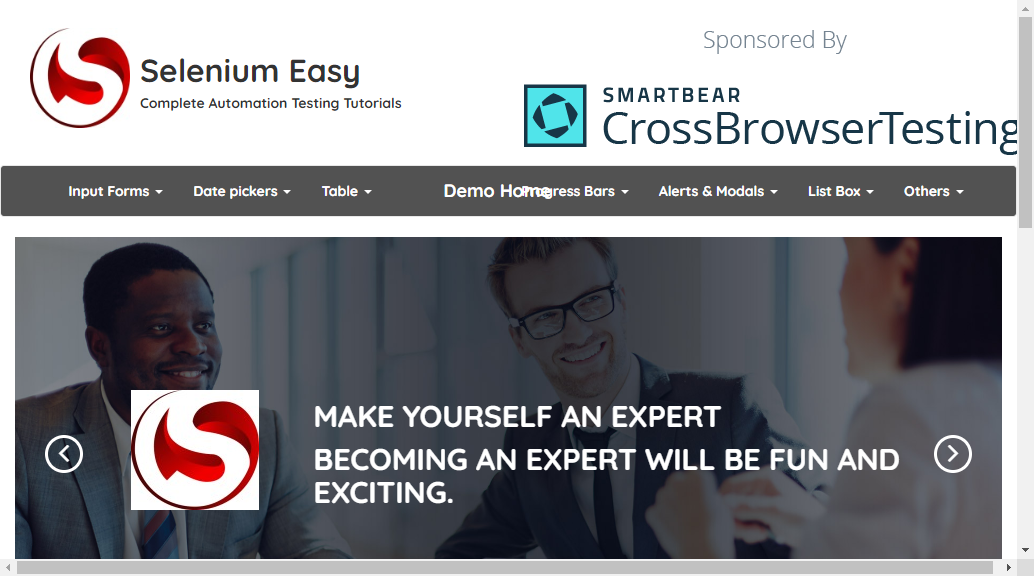 Selenium Easy
Complete Automation Testing Tutorials
Sponsored By
SMARTBEAR
CrossBrowserTesting
Input Forms
Date pickers
Table
Demo Home
Progress Bars
Alerts & Modals
List Box
Others
MAKE YOURSELF AN EXPERT
BECOMING AN EXPERT WILL BE FUN AND
EXCITING.